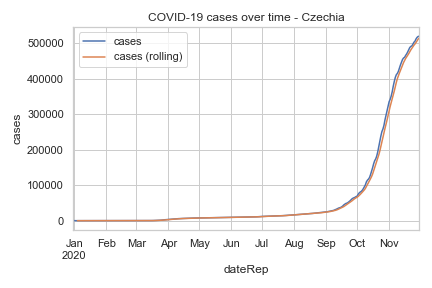 COVID-19 cases over time - Czechia
cases
cases (rolling)
500000
400000
300000
200000
100000
0
cases
Jan Feb Mar Apr May Jun Jul Aug Sep Oct Nov
2020
dateRep